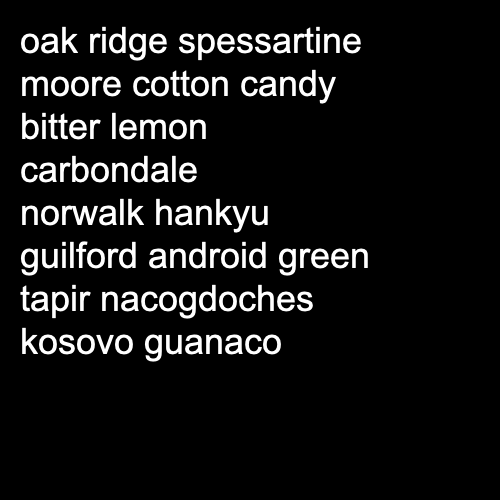 oak ridge spessartine
moore cotton candy
bitter lemon
carbondale
norwalk hankyu
guilford android green
tapir nacogdoches
kosovo guanaco